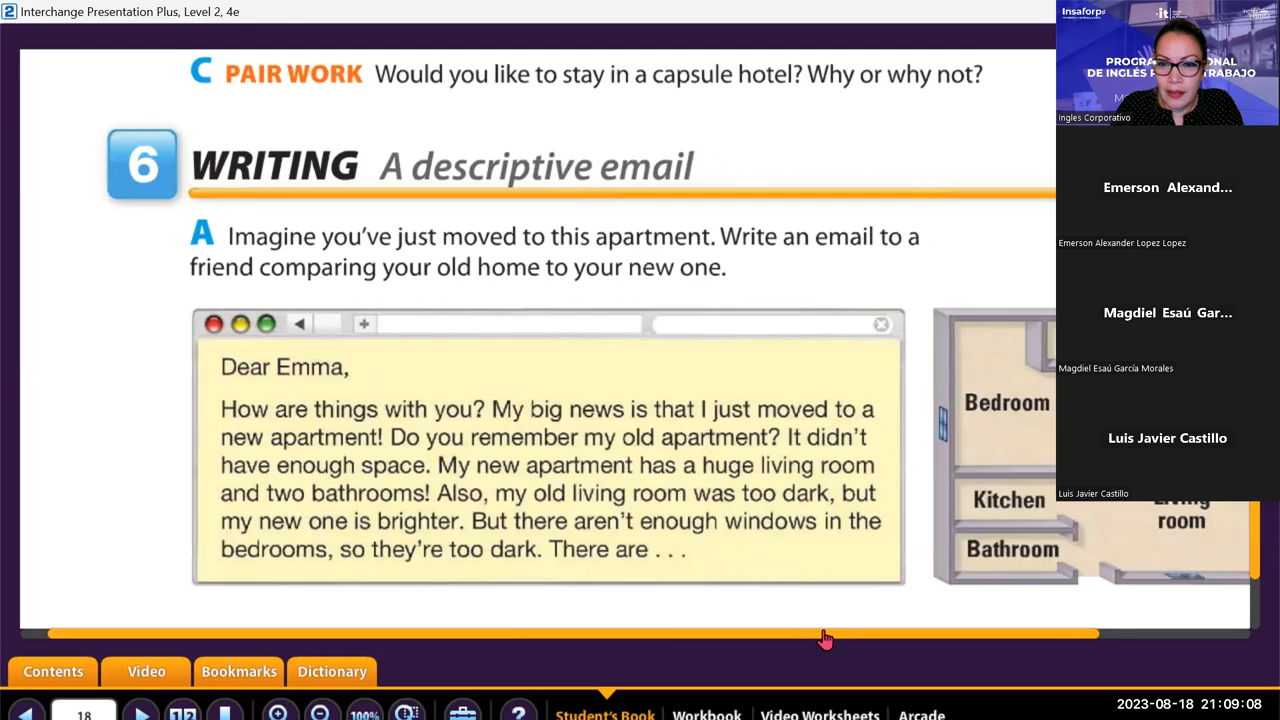 Interchange Presentation Plus, Level 2, 4e
C PAIR WORK Would you like to stay in a capsule hotel? Why or why not?
6 WRITING A descriptive email
A Imagine you've just moved to this apartment. Write an email to a
friend comparing your old home to your new one.
Dear Emma,
How are things with you? My big news is that I just moved to a
new apartment! Do you remember my old apartment? It didn't
have enough space. My new apartment has a huge living room
and two bathrooms! Also, my old living room was too dark, but
my new one is brighter. But there aren't enough windows in the
bedrooms, so they're too dark. There are . . .
Bedroom
Kitchen
Bathroom
Living
room
Insaforp
it
PROGRA
ONAL
DE INGLÉS P
TRABAJO
Ingles Corporativo
Emerson Alexand...
Emerson Alexander Lopez Lopez
Magdiel Esaú Gar...
Magdiel Esaú García Morales
Luis Javier Castillo
Luis Javier Castillo
Contents Video Bookmarks Dictionary
18
100%
?
Student's Book Workbook Video Worksheets Arcade
2023-08-18 21:09:08